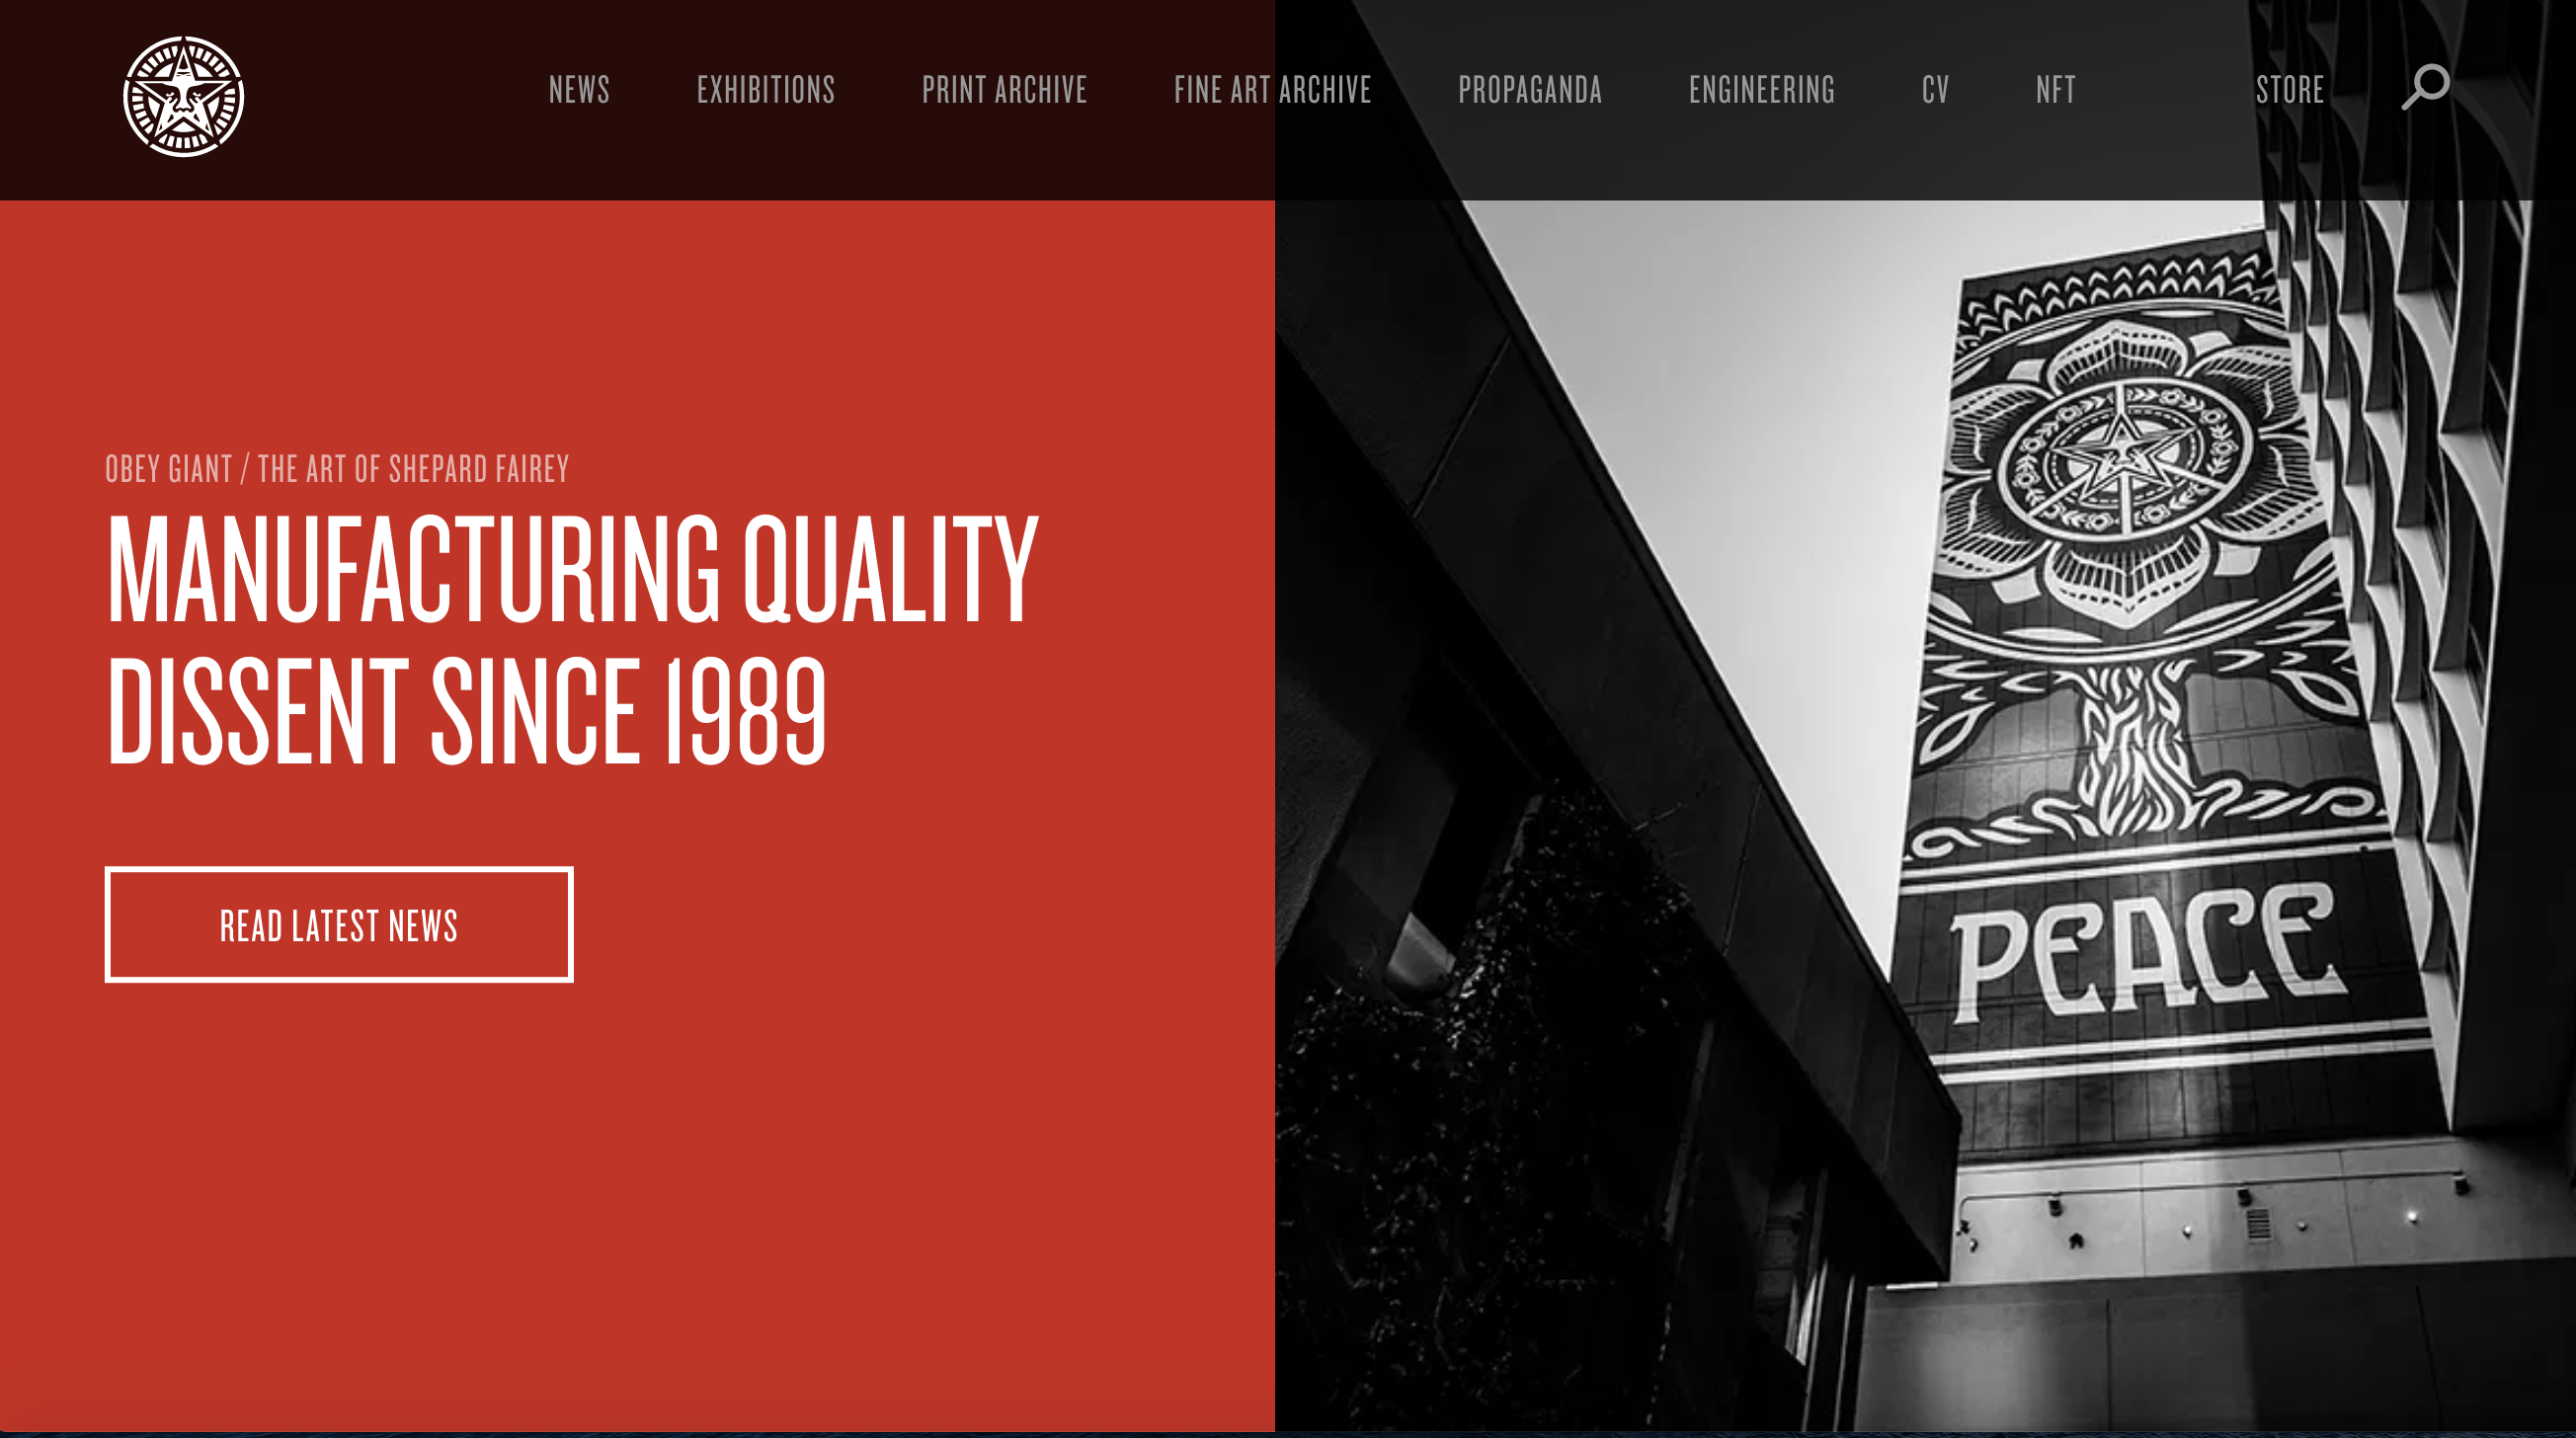 NEWS EXHIBITIONS PRINT ARCHIVE FINE ART ARCHIVE PROPAGANDA ENGINEERING CV NFT STORE
OBEY GIANT / THE ART OF SHEPARD FAIREY
MANUFACTURING QUALITY
DISSENT SINCE 1989
READ LATEST NEWS
PEACE